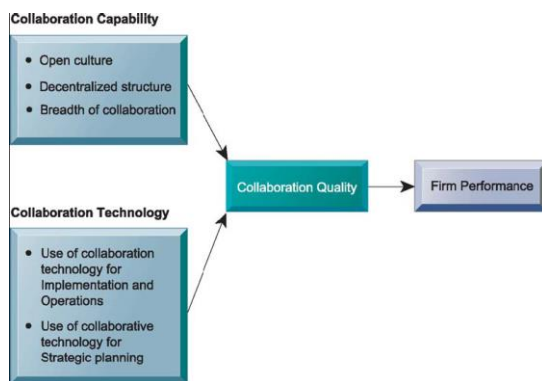 Collaboration Capability
• Open culture
• Decentralized structure
• Breadth of collaboration
Collaboration Quality
Firm Performance
Collaboration Technology
• Use of collaboration
technology for
Implementation and
Operations
• Use of collaborative
technology for
Strategic planning